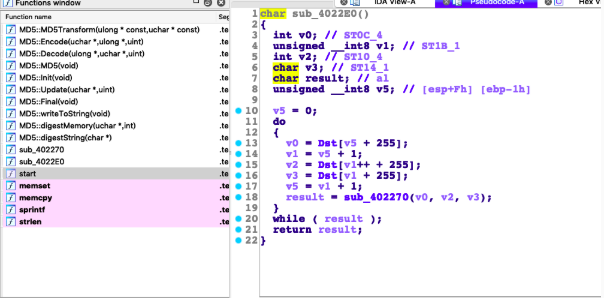 Functions window
IDA View-A
Pseudocode-A
Hex V
Function name
Seg
MD5::MD5Transform(ulong * const,uchar * const)
.te
MD5::Encode(uchar *,ulong *,uint)
.te
MD5::Decode(ulong *,uchar *,uint)
.te
MD5::MD5(void)
.te
MD5::Init(void)
.te
MD5::Update(uchar *,uint)
.te
MD5::Final(void)
.te
MD5::writeToString(void)
.te
MD5::digestMemory(uchar *,int)
.te
MD5::digestString(char *)
.te
sub_402270
.te
sub_4022E0
.te
start
.te
memset
.te
memcpy
.te
sprintf
.te
strlen
.te
1 char sub_4022E0()
2 {
3 int v0; // ST0C_4
4 unsigned __int8 v1; // ST1B_1
5 int v2; // ST10_4
6 char v3; // ST14_1
7 char result; // al
8 unsigned __int8 v5; // [esp+Fh] [ebp-1h]
9
10 v5 = 0;
11 do
12 {
13 v0 = Dst[v5 + 255];
14 v1 = v5 + 1;
15 v2 = Dst[v1++ + 255];
16 v3 = Dst[v1 + 255];
17 v5 = v1 + 1;
18 result = sub_402270(v0, v2, v3);
19 }
20 while ( result );
21 return result;
22 }